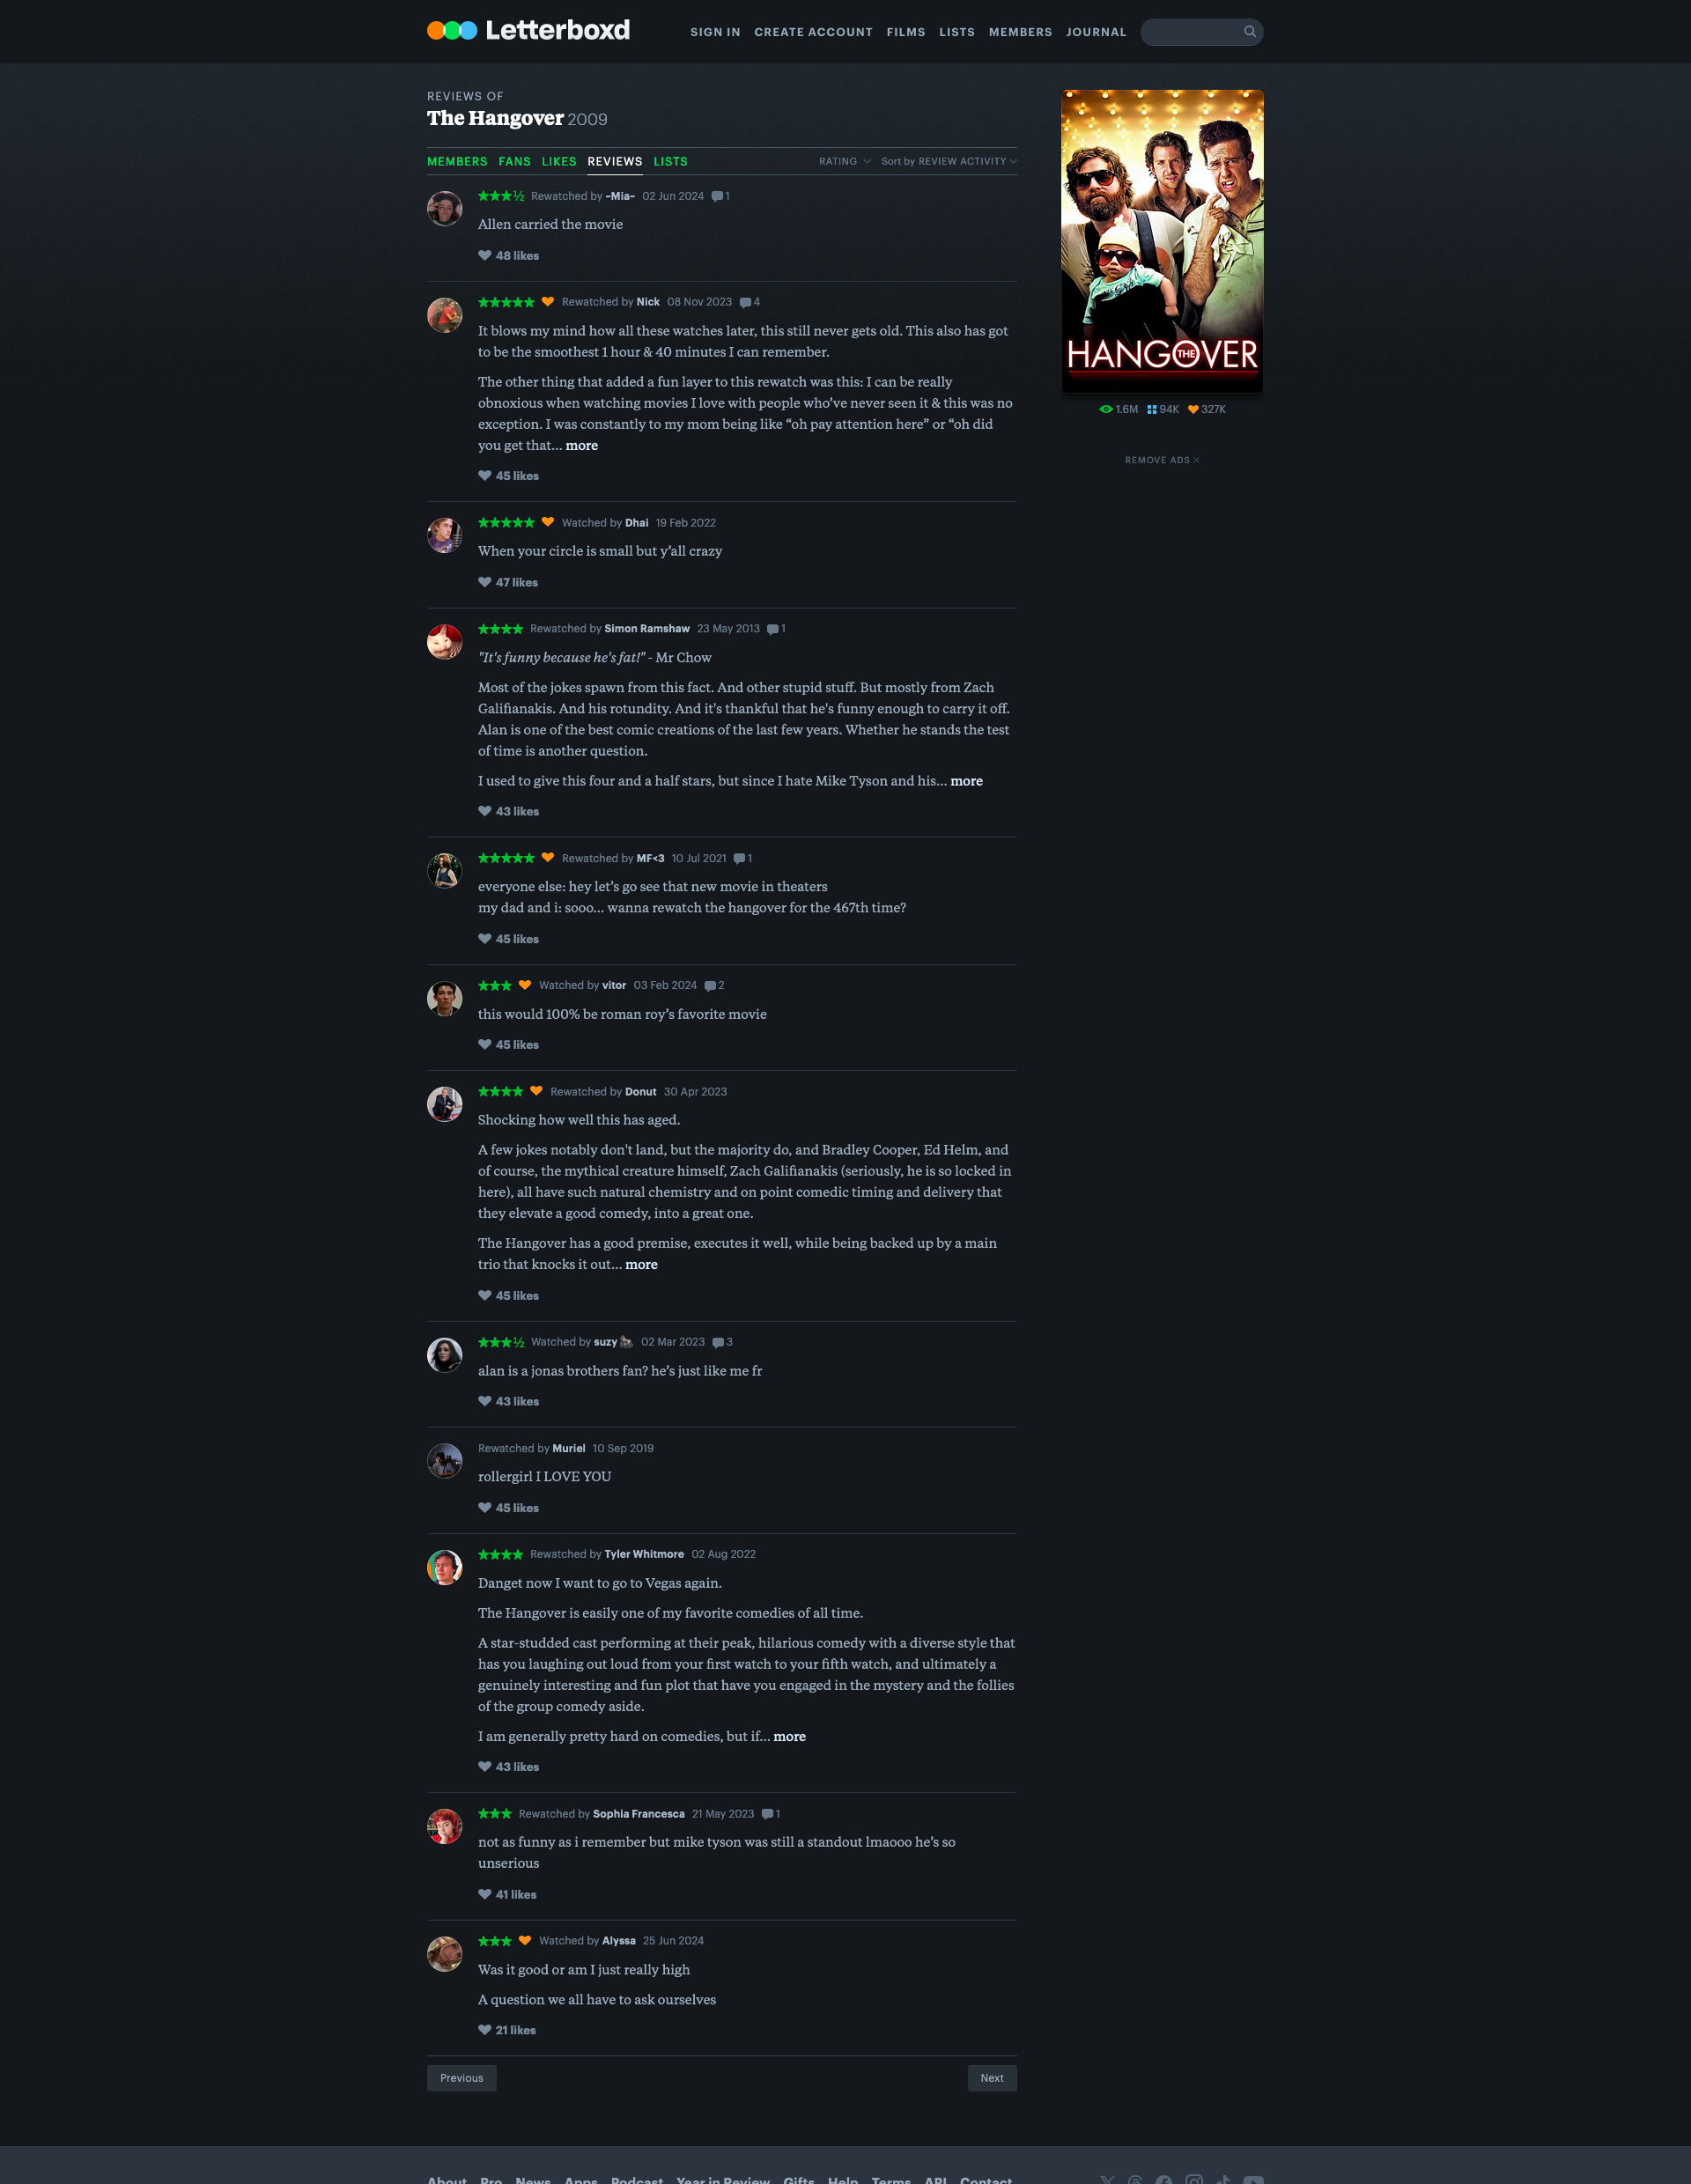 Letterboxd
SIGN IN CREATE ACCOUNT FILMS LISTS MEMBERS JOURNAL
REVIEWS OF
The Hangover 2009
MEMBERS FANS LIKES REVIEWS LISTS
RATING Sort by REVIEW ACTIVITY
★★★½ Rewatched by ~Mia~ 02 Jun 2024 1
Allen carried the movie
48 likes
★★★★★ Rewatched by Nick 08 Nov 2023 4
It blows my mind how all these watches later, this still never gets old. This also has got
to be the smoothest 1 hour & 40 minutes I can remember.
The other thing that added a fun layer to this rewatch was this: I can be really
obnoxious when watching movies I love with people who’ve never seen it & this was no
exception. I was constantly to my mom being like “oh pay attention here” or “oh did
you get that… more
45 likes
★★★★★ Watched by Dhai 19 Feb 2022
When your circle is small but y’all crazy
47 likes
★★★★ Rewatched by Simon Ramshaw 23 May 2013 1
"It's funny because he's fat!" - Mr Chow
Most of the jokes spawn from this fact. And other stupid stuff. But mostly from Zach
Galifianakis. And his rotundity. And it's thankful that he's funny enough to carry it off.
Alan is one of the best comic creations of the last few years. Whether he stands the test
of time is another question.
I used to give this four and a half stars, but since I hate Mike Tyson and his… more
43 likes
★★★★★ Rewatched by MF<3 10 Jul 2021 1
everyone else: hey let’s go see that new movie in theaters
my dad and i: sooo… wanna rewatch the hangover for the 467th time?
45 likes
★★★ Watched by vitor 03 Feb 2024 2
this would 100% be roman roy’s favorite movie
45 likes
★★★★ Rewatched by Donut 30 Apr 2023
Shocking how well this has aged.
A few jokes notably don't land, but the majority do, and Bradley Cooper, Ed Helm, and
of course, the mythical creature himself, Zach Galifianakis (seriously, he is so locked in
here), all have such natural chemistry and on point comedic timing and delivery that
they elevate a good comedy, into a great one.
The Hangover has a good premise, executes it well, while being backed up by a main
trio that knocks it out… more
45 likes
★★★½ Watched by suzy 02 Mar 2023 3
alan is a jonas brothers fan? he’s just like me fr
43 likes
Rewatched by Muriel 10 Sep 2019
rollergirl I LOVE YOU
45 likes
★★★★ Rewatched by Tyler Whitmore 02 Aug 2022
Danget now I want to go to Vegas again.
The Hangover is easily one of my favorite comedies of all time.
A star-studded cast performing at their peak, hilarious comedy with a diverse style that
has you laughing out loud from your first watch to your fifth watch, and ultimately a
genuinely interesting and fun plot that have you engaged in the mystery and the follies
of the group comedy aside.
I am generally pretty hard on comedies, but if… more
43 likes
★★★ Rewatched by Sophia Francesca 21 May 2023 1
not as funny as i remember but mike tyson was still a standout lmaooo he’s so
unserious
41 likes
★★★ Watched by Alyssa 25 Jun 2024
Was it good or am I just really high
A question we all have to ask ourselves
21 likes
Previous Next
THE HANGOVER
1.6M 94K 327K
REMOVE ADS
About Pro News Apps Podcast Year in Review Gifts Help Terms API Contact